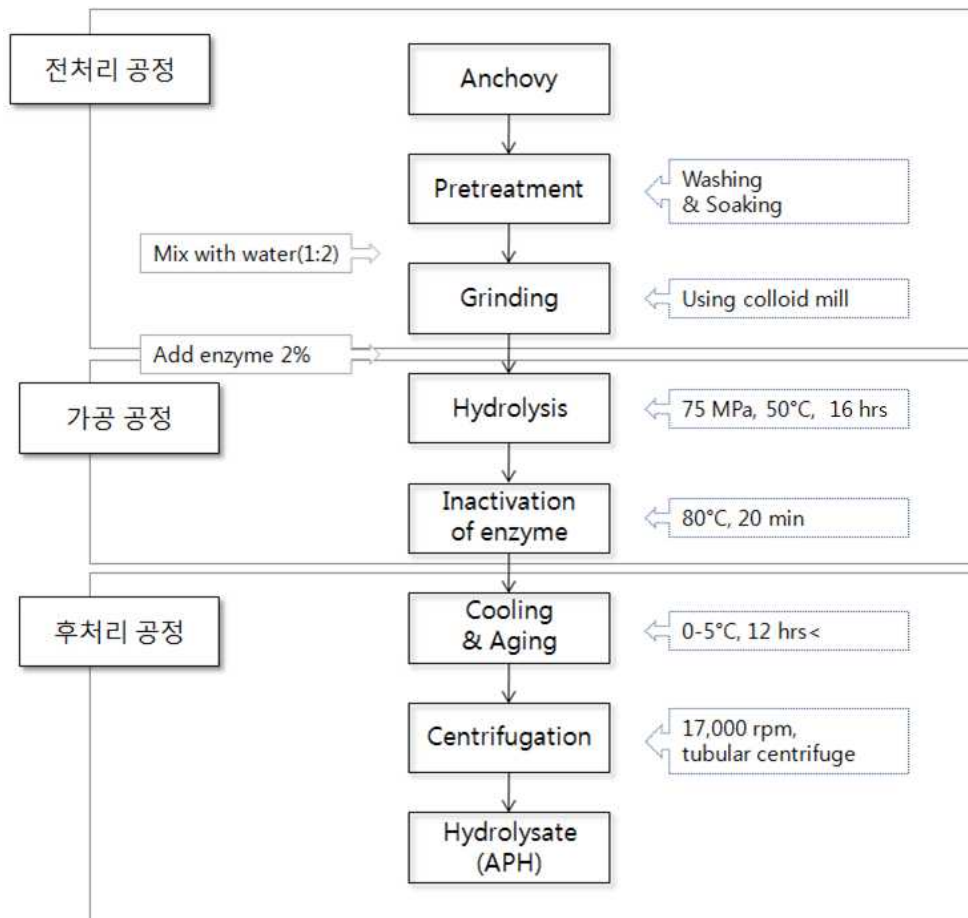 전처리 공정
Anchovy
Pretreatment
Washing
& Soaking
Mix with water(1:2)
Grinding
Using colloid mill
Add enzyme 2%
가공 공정
Hydrolysis
75 MPa, 50°C, 16 hrs
Inactivation
of enzyme
80°C, 20 min
후처리 공정
Cooling
& Aging
0-5°C, 12 hrs<
Centrifugation
17,000 rpm,
tubular centrifuge
Hydrolysate
(APH)